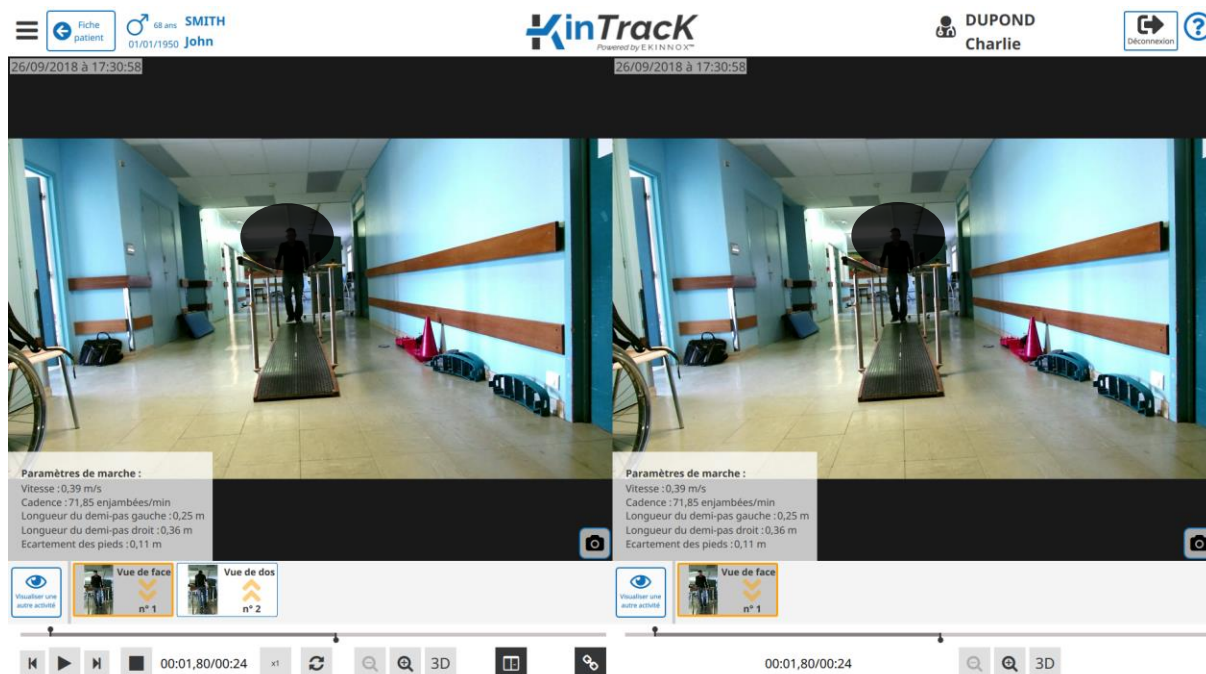 Fiche
patient
68 ans SMITH
01/01/1950 John
KinTracK
Powered by EKINNOX™
DUPOND
Charlie
Déconnexion
?
26/09/2018 à 17:30:58
26/09/2018 à 17:30:58
Paramètres de marche :
Vitesse : 0,39 m/s
Cadence : 71,85 enjambées/min
Longueur du demi-pas gauche : 0,25 m
Longueur du demi-pas droit : 0,36 m
Ecartement des pieds : 0,11 m
Paramètres de marche :
Vitesse : 0,39 m/s
Cadence : 71,85 enjambées/min
Longueur du demi-pas gauche : 0,25 m
Longueur du demi-pas droit : 0,36 m
Ecartement des pieds : 0,11 m
Visualiser une
autre activité
Vue de face
n° 1
Vue de dos
n° 2
Visualiser une
autre activité
Vue de face
n° 1
00:01,80/00:24
x1
3D
00:01,80/00:24
3D